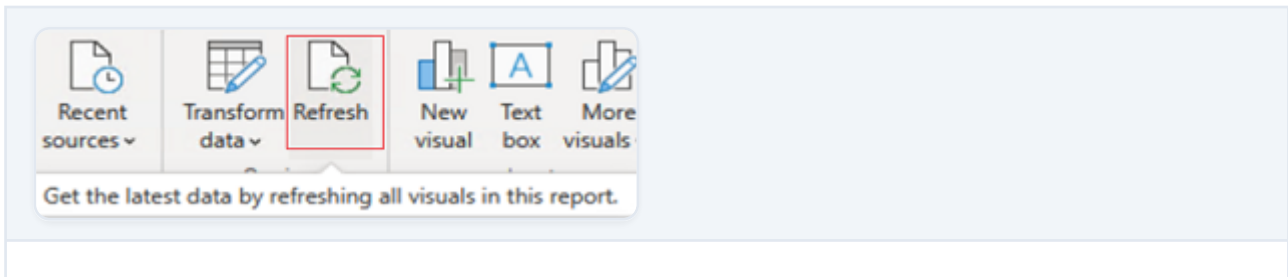 Recent Transform Refresh New Text More
sources data visual box visuals
A
Get the latest data by refreshing all visuals in this report.